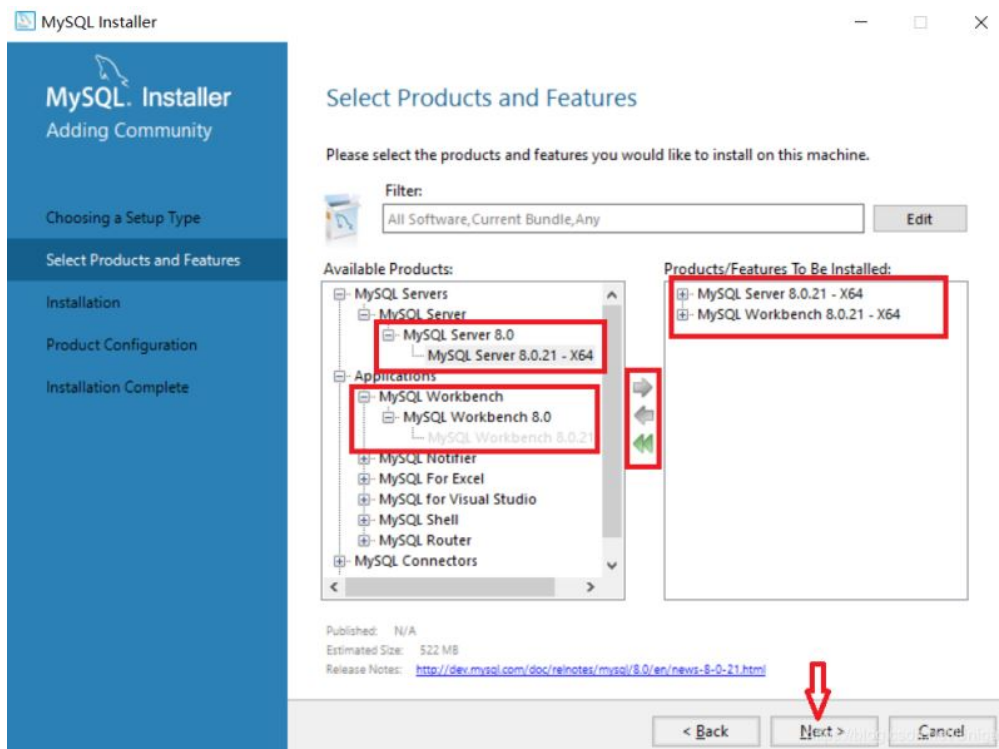 MySQL Installer
MySQL. Installer
Adding Community
Choosing a Setup Type
Select Products and Features
Installation
Product Configuration
Installation Complete
Select Products and Features
Please select the products and features you would like to install on this machine.
Filter:
All Software,Current Bundle,Any
Edit
Available Products:
MySQL Servers
MySQL Server
MySQL Server 8.0
MySQL Server 8.0.21 - X64
Applications
MySQL Workbench
MySQL Workbench 8.0
MySQL Workbench 8.0.21
MySQL Notifier
MySQL For Excel
MySQL for Visual Studio
MySQL Shell
MySQL Router
MySQL Connectors
Products/Features To Be Installed:
MySQL Server 8.0.21 - X64
MySQL Workbench 8.0.21 - X64
Published: N/A
Estimated Size: 522 MB
Release Notes: http://dev.mysql.com/doc/relnotes/mysql/8.0/en/news-8-0-21.html
< Back
Next >
Cancel